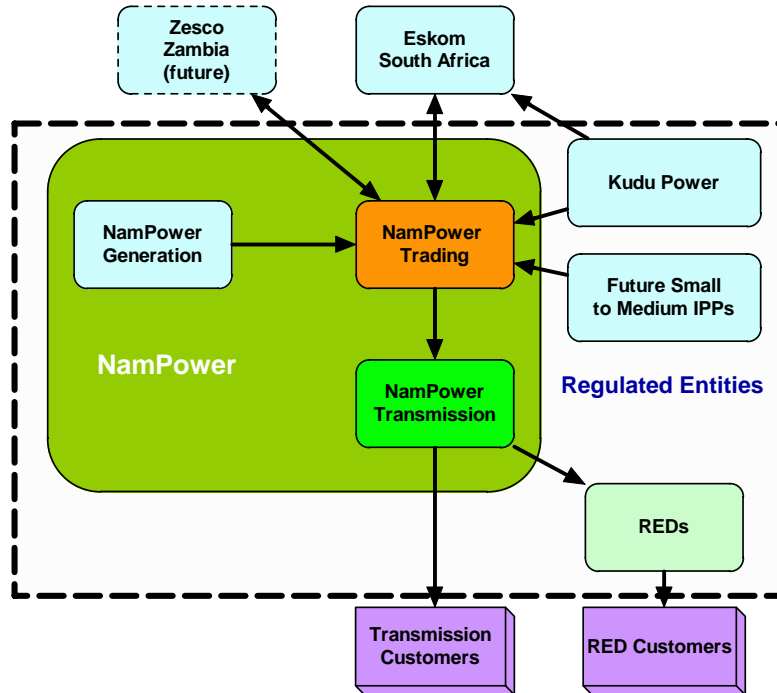 Zesco
Zambia
(future)
Eskom
South Africa
Kudu Power
NamPower
Generation
NamPower
Trading
Future Small
to Medium IPPs
NamPower
NamPower
Transmission
Regulated Entities
REDs
Transmission
Customers
RED Customers